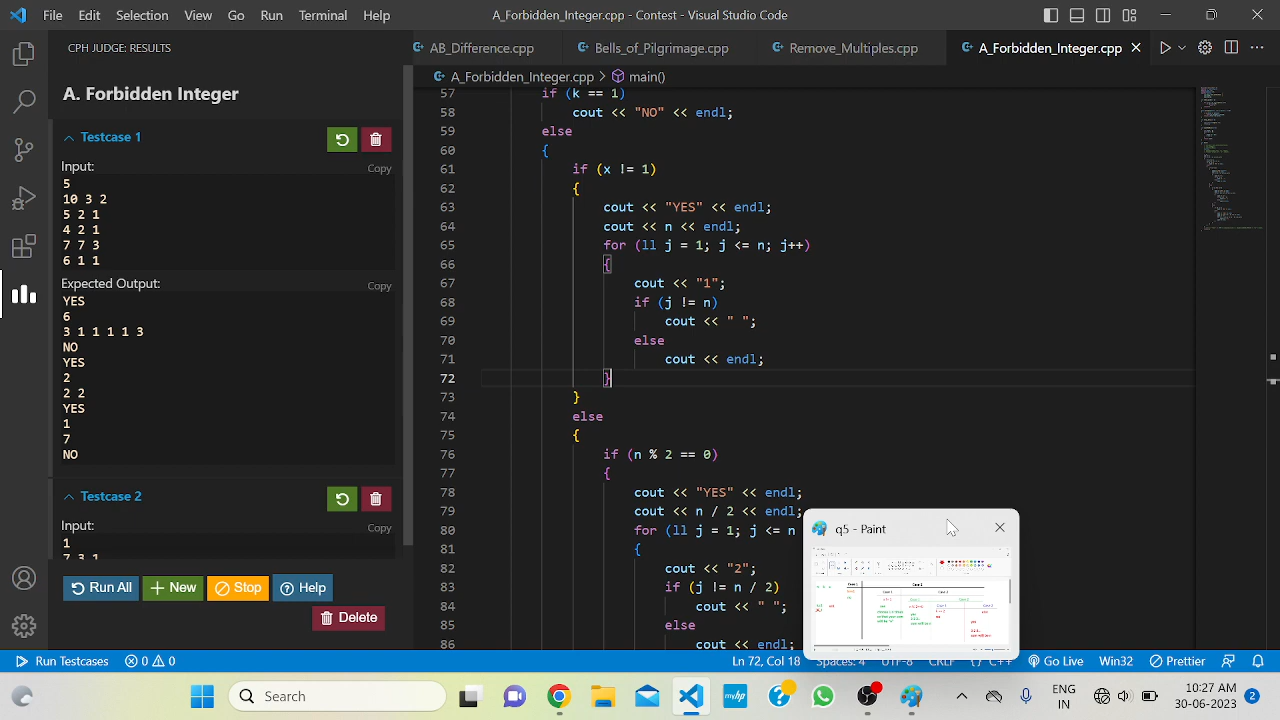 File Edit Selection View Go Run Terminal Help
A_Forbidden_Integer.cpp - Contest - Visual Studio Code
CPH JUDGE: RESULTS
A. Forbidden Integer
Testcase 1
Input:
Copy
5
10 3 2
5 2 1
4 2 1
7 7 3
6 1 1
Expected Output:
Copy
YES
6
3 1 1 1 1 3
NO
YES
2
2 2
YES
1
7
NO
Testcase 2
Input:
Copy
1
7 3 1
Run All New Stop Help
Delete
AB_Difference.cpp Bells_of_Pilgrimage.cpp Remove_Multiples.cpp A_Forbidden_Integer.cpp
A_Forbidden_Integer.cpp > main()
57 if (k == 1)
58 cout << "NO" << endl;
59 else
60 {
61 if (x != 1)
62 {
63 cout << "YES" << endl;
64 cout << n << endl;
65 for (ll j = 1; j <= n; j++)
66 {
67 cout << "1";
68 if (j != n)
69 cout << " ";
70 else
71 cout << endl;
72 }
73 }
74 else
75 {
76 if (n % 2 == 0)
77 {
78 cout << "YES" << endl;
79 cout << n / 2 << endl;
80 for (ll j = 1; j <= n
81 {
82 cout << "2";
83 if (j != n / 2)
84 cout << " ";
85 else
86 cout << endl;
q5 - Paint
Run Testcases 0 0
Ln 72, Col 18 Spaces: 4 UTF-8 CRLF {} C++ Go Live Win32 Prettier
Search
ENG
IN
10:27 AM
30-06-2023
2